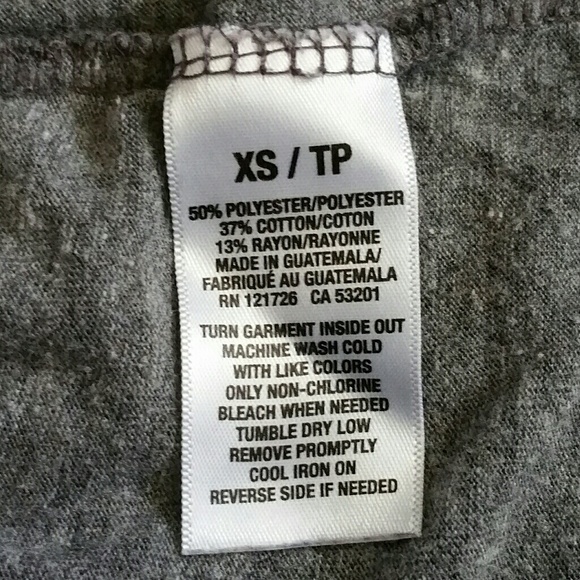 XS / TP
50% POLYESTER/POLYESTER
37% COTTON/COTON
13% RAYON/RAYONNE
MADE IN GUATEMALA/
FABRIQUÉ AU GUATEMALA
RN 121726 CA 53201
TURN GARMENT INSIDE OUT
MACHINE WASH COLD
WITH LIKE COLORS
ONLY NON-CHLORINE
BLEACH WHEN NEEDED
TUMBLE DRY LOW
REMOVE PROMPTLY
COOL IRON ON
REVERSE SIDE IF NEEDED